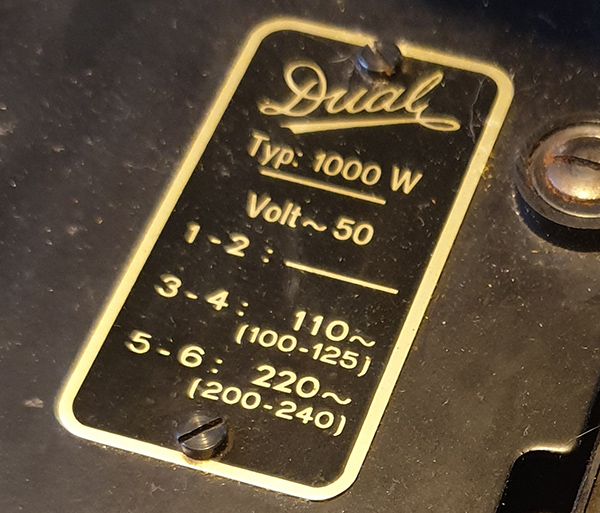 Dual
Typ: 1000 W
Volt ~ 50
1 - 2 :
3 - 4 : 110 ~
(100-125)
5 - 6 : 220 ~
(200-240)